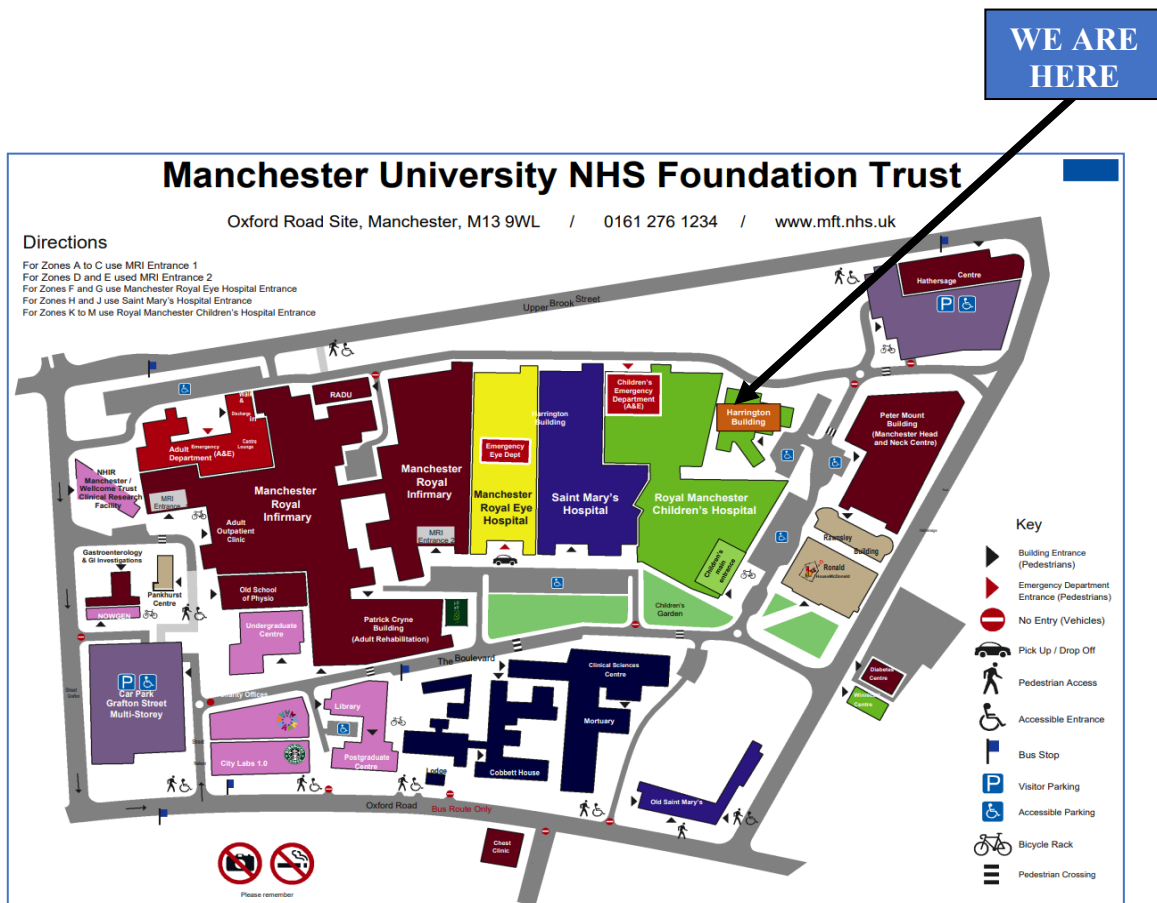 WE ARE
HERE
Manchester University NHS Foundation Trust
Oxford Road Site, Manchester, M13 9WL / 0161 276 1234 / www.mft.nhs.uk
Directions
For Zones A to C use MRI Entrance 1
For Zones D and E used MRI Entrance 2
For Zones F and G use Manchester Royal Eye Hospital Entrance
For Zones H and J use Saint Mary's Hospital Entrance
For Zones K to M use Royal Manchester Children's Hospital Entrance
Upper Brook Street
Hathersage Centre
P
RADU
Discharge
Lounge
Centre
Adult Emergency (A&E)
Department
Children's
Emergency
Department
(A&E)
Harrington
Building
Harrington
Building
Peter Mount
Building
(Manchester Head
and Neck Centre)
Emergency
Eye Dept
NHIR
Manchester /
Wellcome Trust
Clinical Research
Facility
MRI
Entrance
Manchester
Royal
Infirmary
Manchester
Royal
Infirmary
Manchester
Royal Eye
Hospital
Saint Mary's
Hospital
Royal Manchester
Children's Hospital
Adult
Outpatient
Clinic
MRI
Entrance 2
Children's
main
entrance
Rawnsley
Building
Ronald
House McDonald
Gastroenterology
& GI Investigations
Pankhurst
Centre
NOWGEN
Old School
of Physio
Undergraduate
Centre
Patrick Cryne
Building
(Adult Rehabilitation)
Children's
Garden
The Boulevard
Clinical Sciences
Centre
Diabetes
Centre
Mortuary
P
Car Park
Grafton Street
Multi-Storey
Charity Offices
Library
City Labs 1.0
Postgraduate
Centre
Lodge
Cobbett House
Old Saint Mary's
Oxford Road
Bus Route Only
Chest
Clinic
Please remember
Key
Building Entrance
(Pedestrians)
Emergency Department
Entrance (Pedestrians)
No Entry (Vehicles)
Pick Up / Drop Off
Pedestrian Access
Accessible Entrance
Bus Stop
P
Visitor Parking
Accessible Parking
Bicycle Rack
Pedestrian Crossing